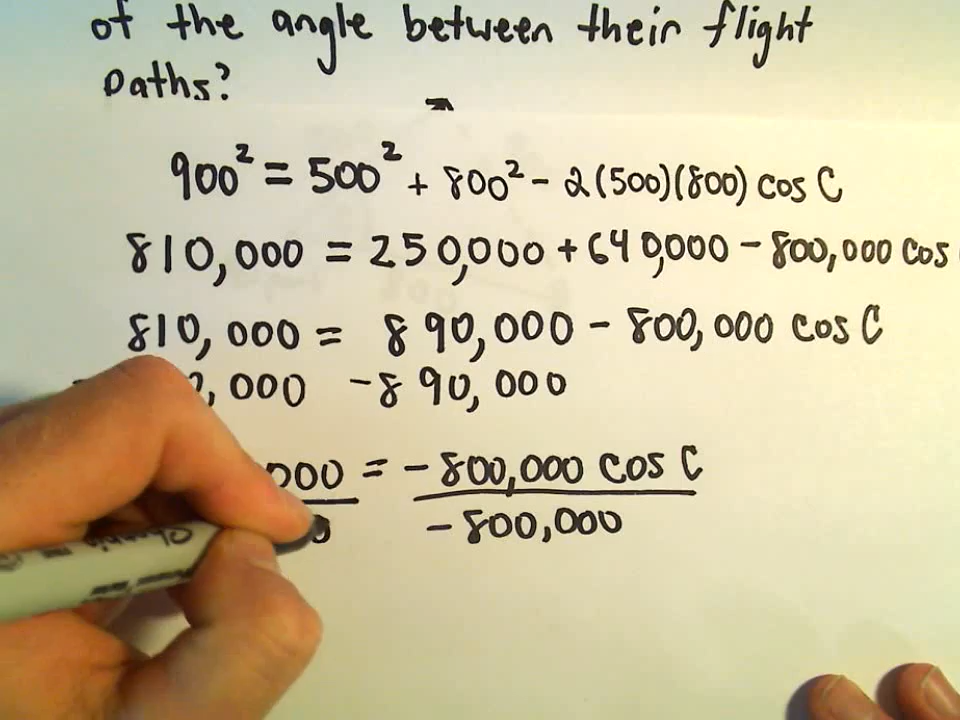 of the angle between their flight
paths?
900² = 500² + 800² - 2(500)(800) cos C
810,000 = 250,000 + 640,000 - 800,000 cos
810,000 = 890,000 - 800,000 cos C
,000 -890,000
000 = -800,000 cos C
-800,000
Sharpie